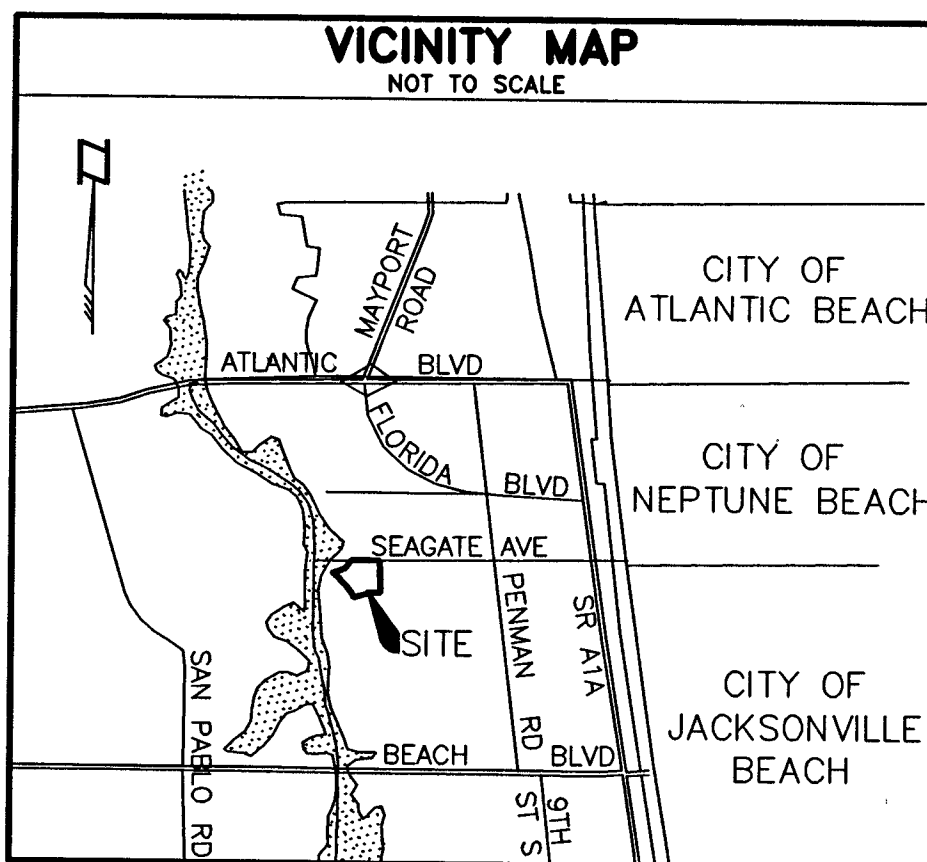 VICINITY MAP
NOT TO SCALE
CITY OF
ATLANTIC BEACH
MAYPORT
ROAD
ATLANTIC BLVD
FLORIDA
BLVD
CITY OF
NEPTUNE BEACH
SEAGATE AVE
SITE
PENMAN RD
SR A1A
SAN PABLO RD
CITY OF
JACKSONVILLE
BEACH
BEACH BLVD
9TH
ST S